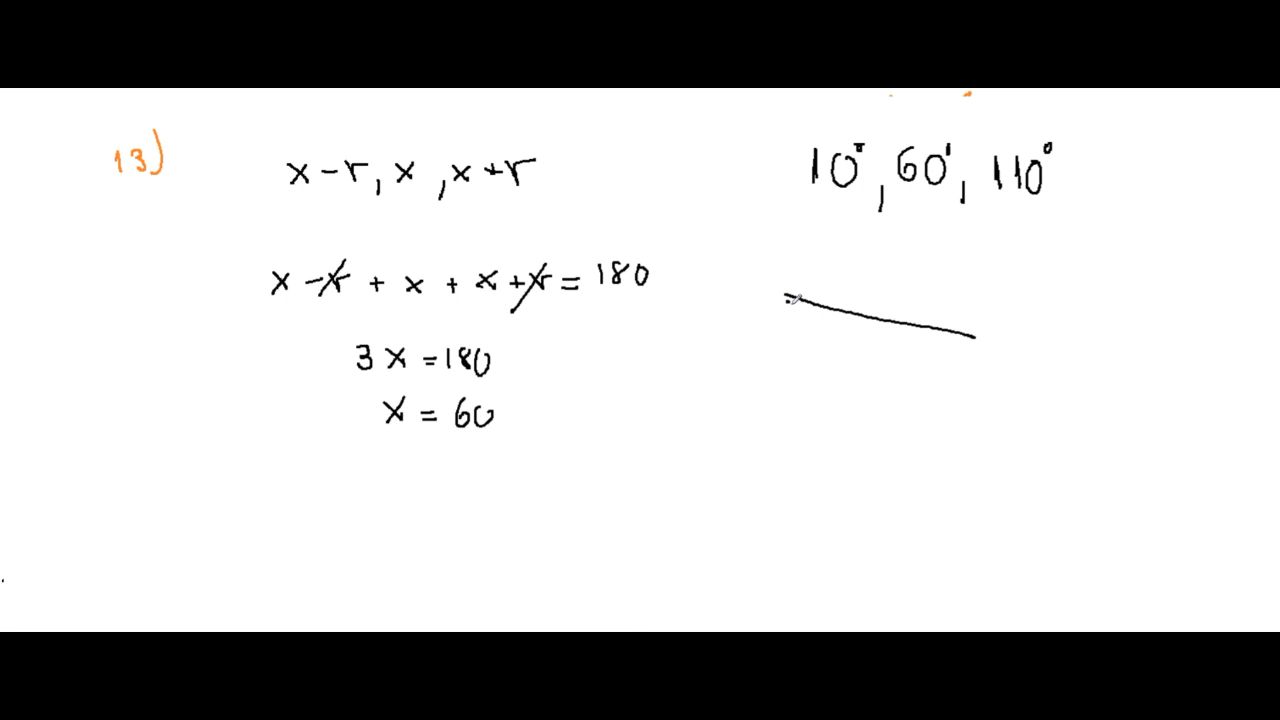 13) x-r, x, x+r
10°, 60°, 110°
x - r + x + x + r = 180
3x = 180
x = 60